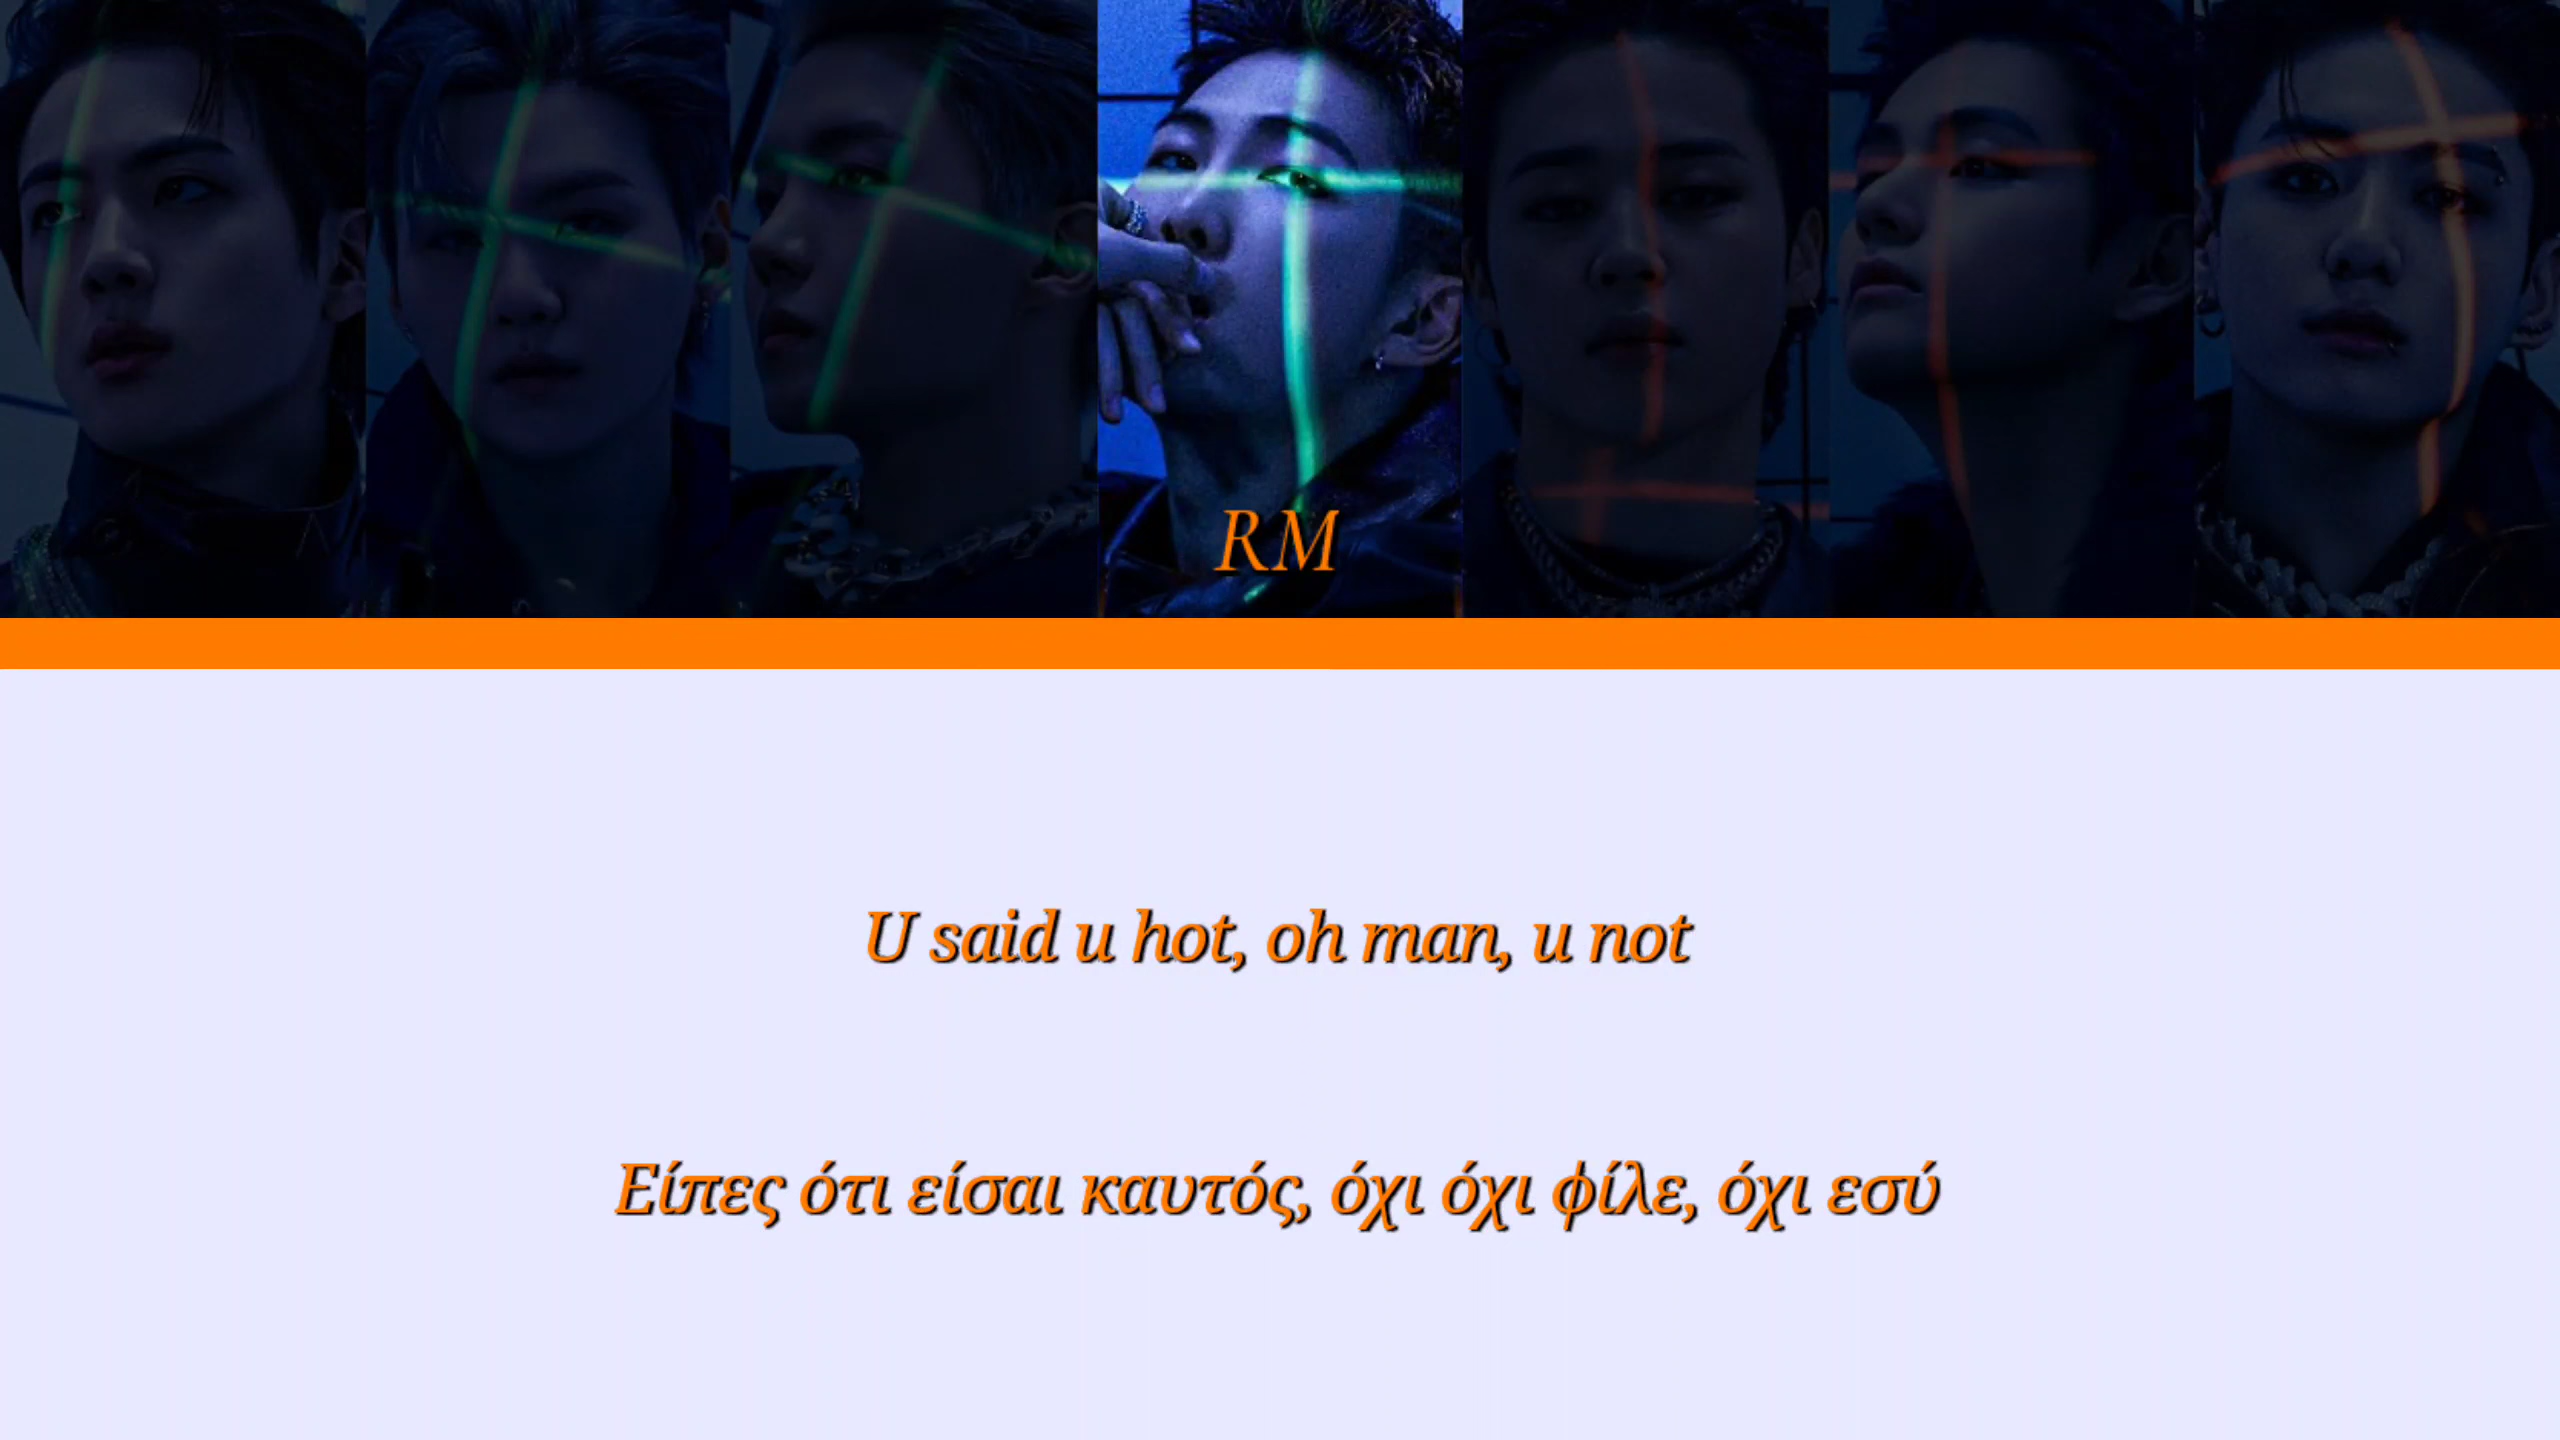 RM
U said u hot, oh man, u not
Είπες ότι είσαι καυτός, όχι όχι φίλε, όχι εσύ